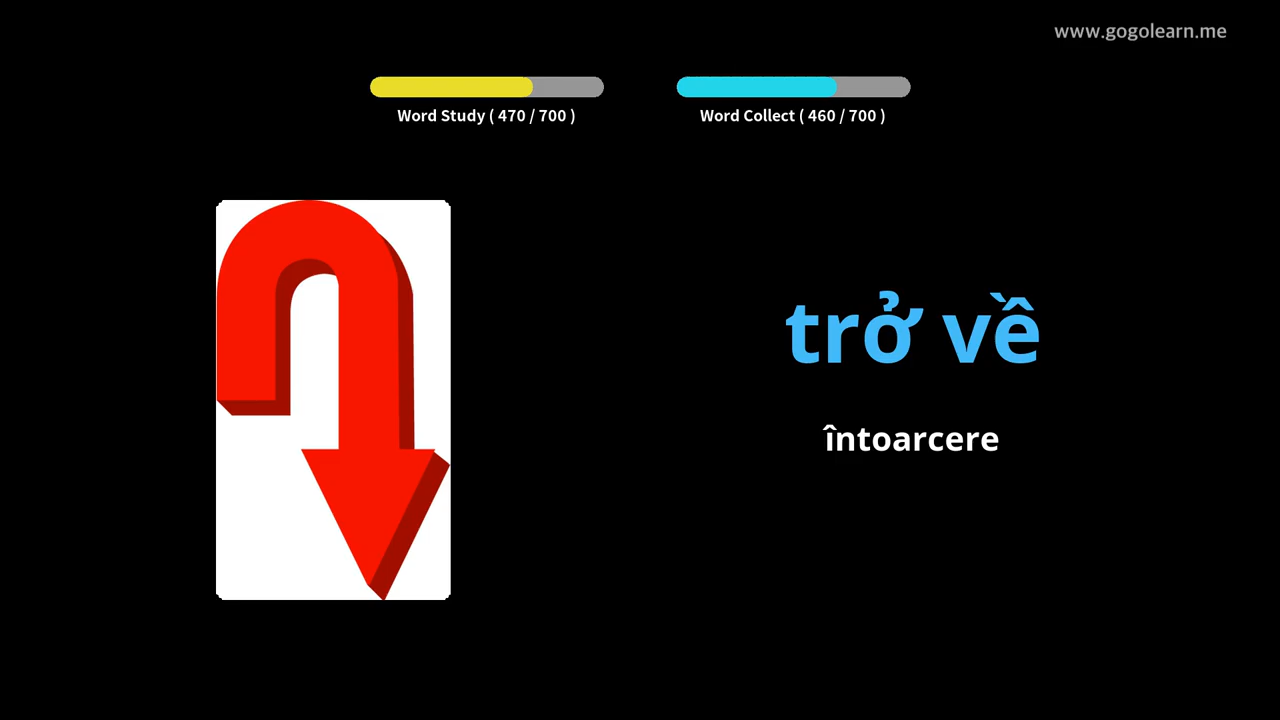 www.gogolearn.me
Word Study ( 470 / 700 )
Word Collect ( 460 / 700 )
trở về
întoarcere